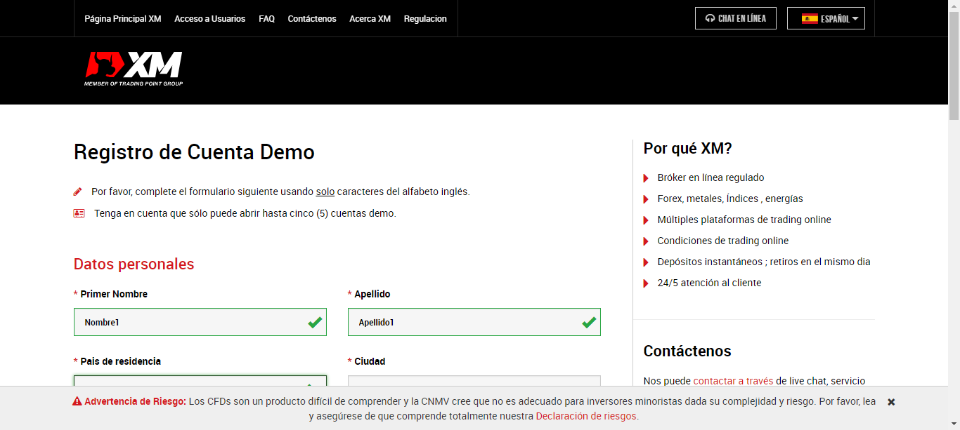 Página Principal XM Acceso a Usuarios FAQ Contáctenos Acerca XM Regulacion CHAT EN LÍNEA ESPAÑOL
XM
MEMBER OF TRADING POINT GROUP
Registro de Cuenta Demo
Por favor, complete el formulario siguiente usando solo caracteres del alfabeto inglés.
Tenga en cuenta que sólo puede abrir hasta cinco (5) cuentas demo.
Datos personales
* Primer Nombre
* Apellido
Nombre1
Apellido1
* Pais de residencia
* Ciudad
Por qué XM?
Bróker en línea regulado
Forex, metales, Índices , energías
Múltiples plataformas de trading online
Condiciones de trading online
Depósitos instantáneos ; retiros en el mismo dia
24/5 atención al cliente
Contáctenos
Nos puede contactar a través de live chat, servicio
Advertencia de Riesgo: Los CFDs son un producto difícil de comprender y la CNMV cree que no es adecuado para inversores minoristas dada su complejidad y riesgo. Por favor, lea
y asegúrese de que comprende totalmente nuestra Declaración de riesgos.